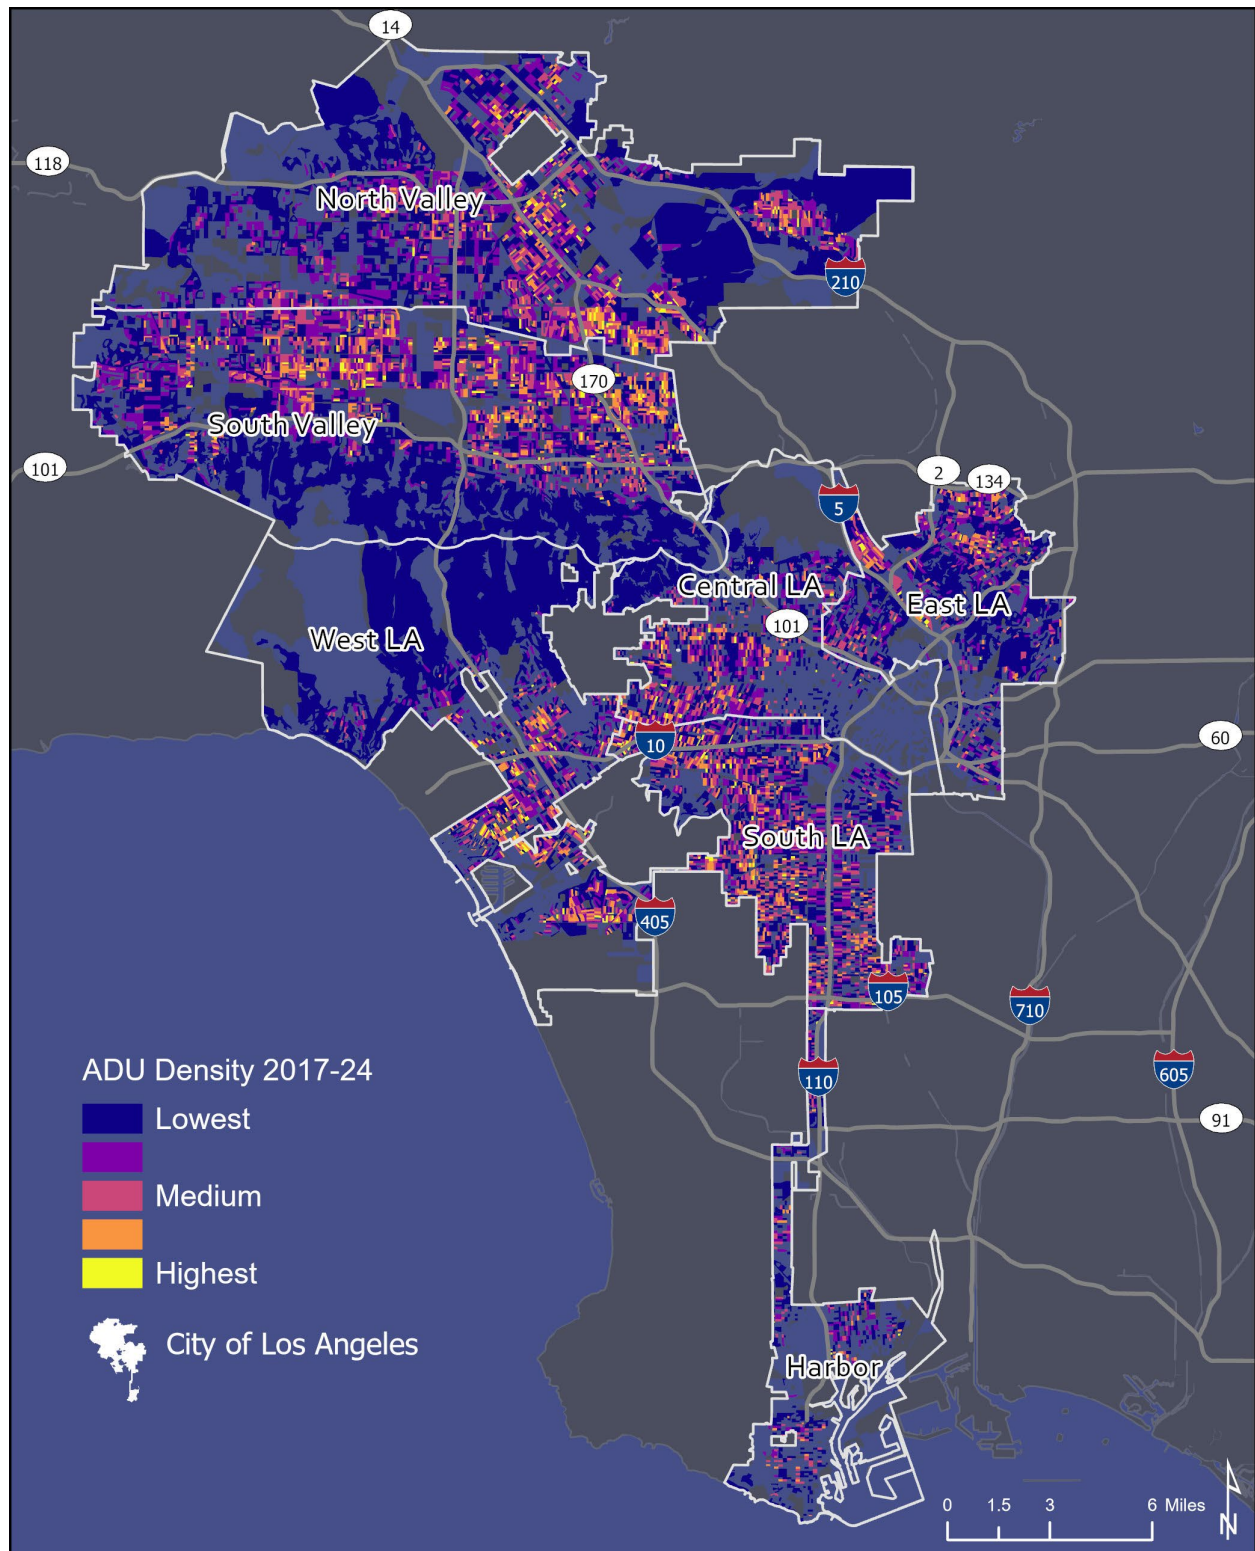 14
118
North Valley
210
170
South Valley
101
2
134
5
Central LA
East LA
101
West LA
60
10
South LA
405
105
710
ADU Density 2017-24
110
605
Lowest
91
Medium
Highest
City of Los Angeles
Harbor
0 1.5 3 6 Miles
N